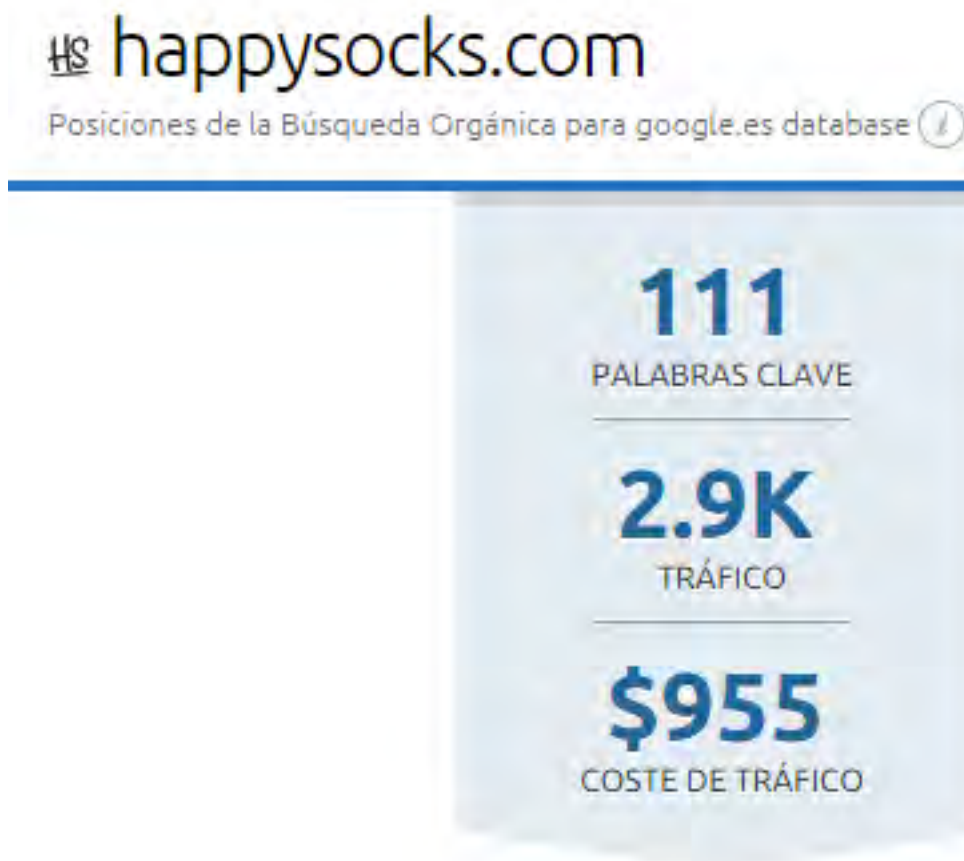 HS happysocks.com
Posiciones de la Búsqueda Orgánica para google.es database i
111
PALABRAS CLAVE
2.9K
TRÁFICO
$955
COSTE DE TRÁFICO